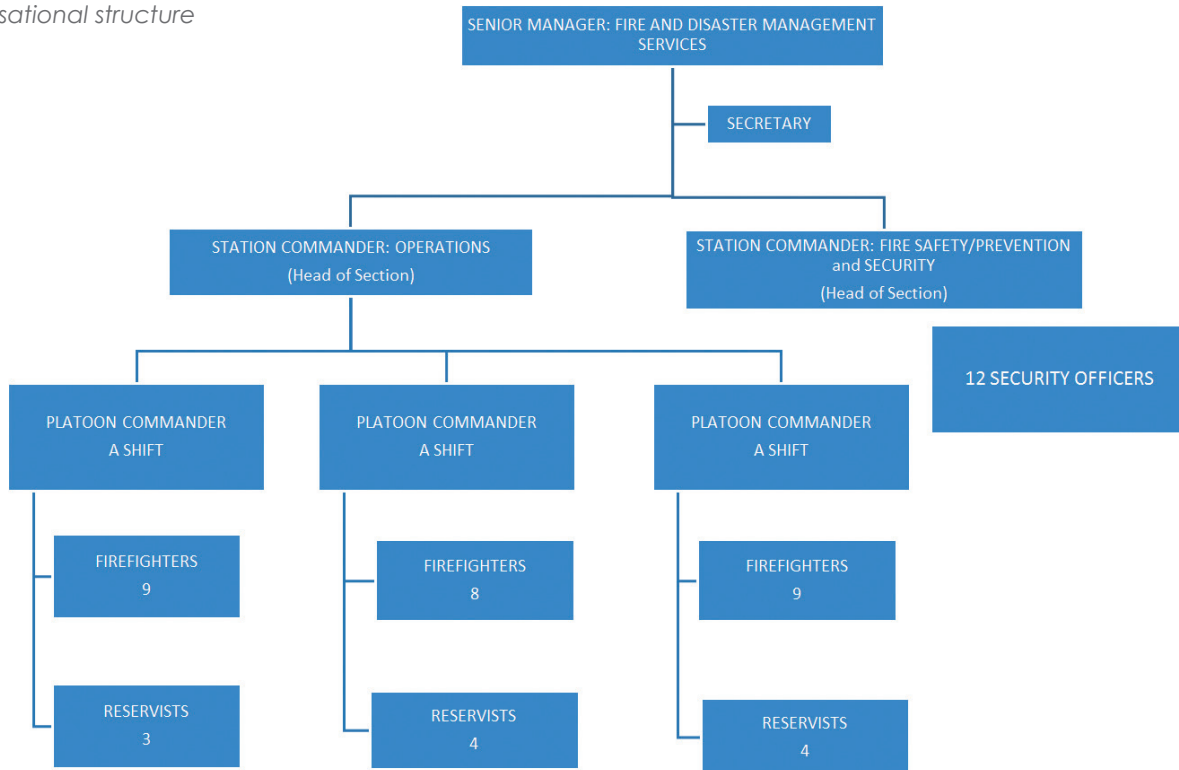 sational structure
SENIOR MANAGER: FIRE AND DISASTER MANAGEMENT
SERVICES
SECRETARY
STATION COMMANDER: OPERATIONS
(Head of Section)
STATION COMMANDER: FIRE SAFETY/PREVENTION
and SECURITY
(Head of Section)
12 SECURITY OFFICERS
PLATOON COMMANDER
A SHIFT
PLATOON COMMANDER
A SHIFT
PLATOON COMMANDER
A SHIFT
FIREFIGHTERS
9
FIREFIGHTERS
8
FIREFIGHTERS
9
RESERVISTS
3
RESERVISTS
4
RESERVISTS
4